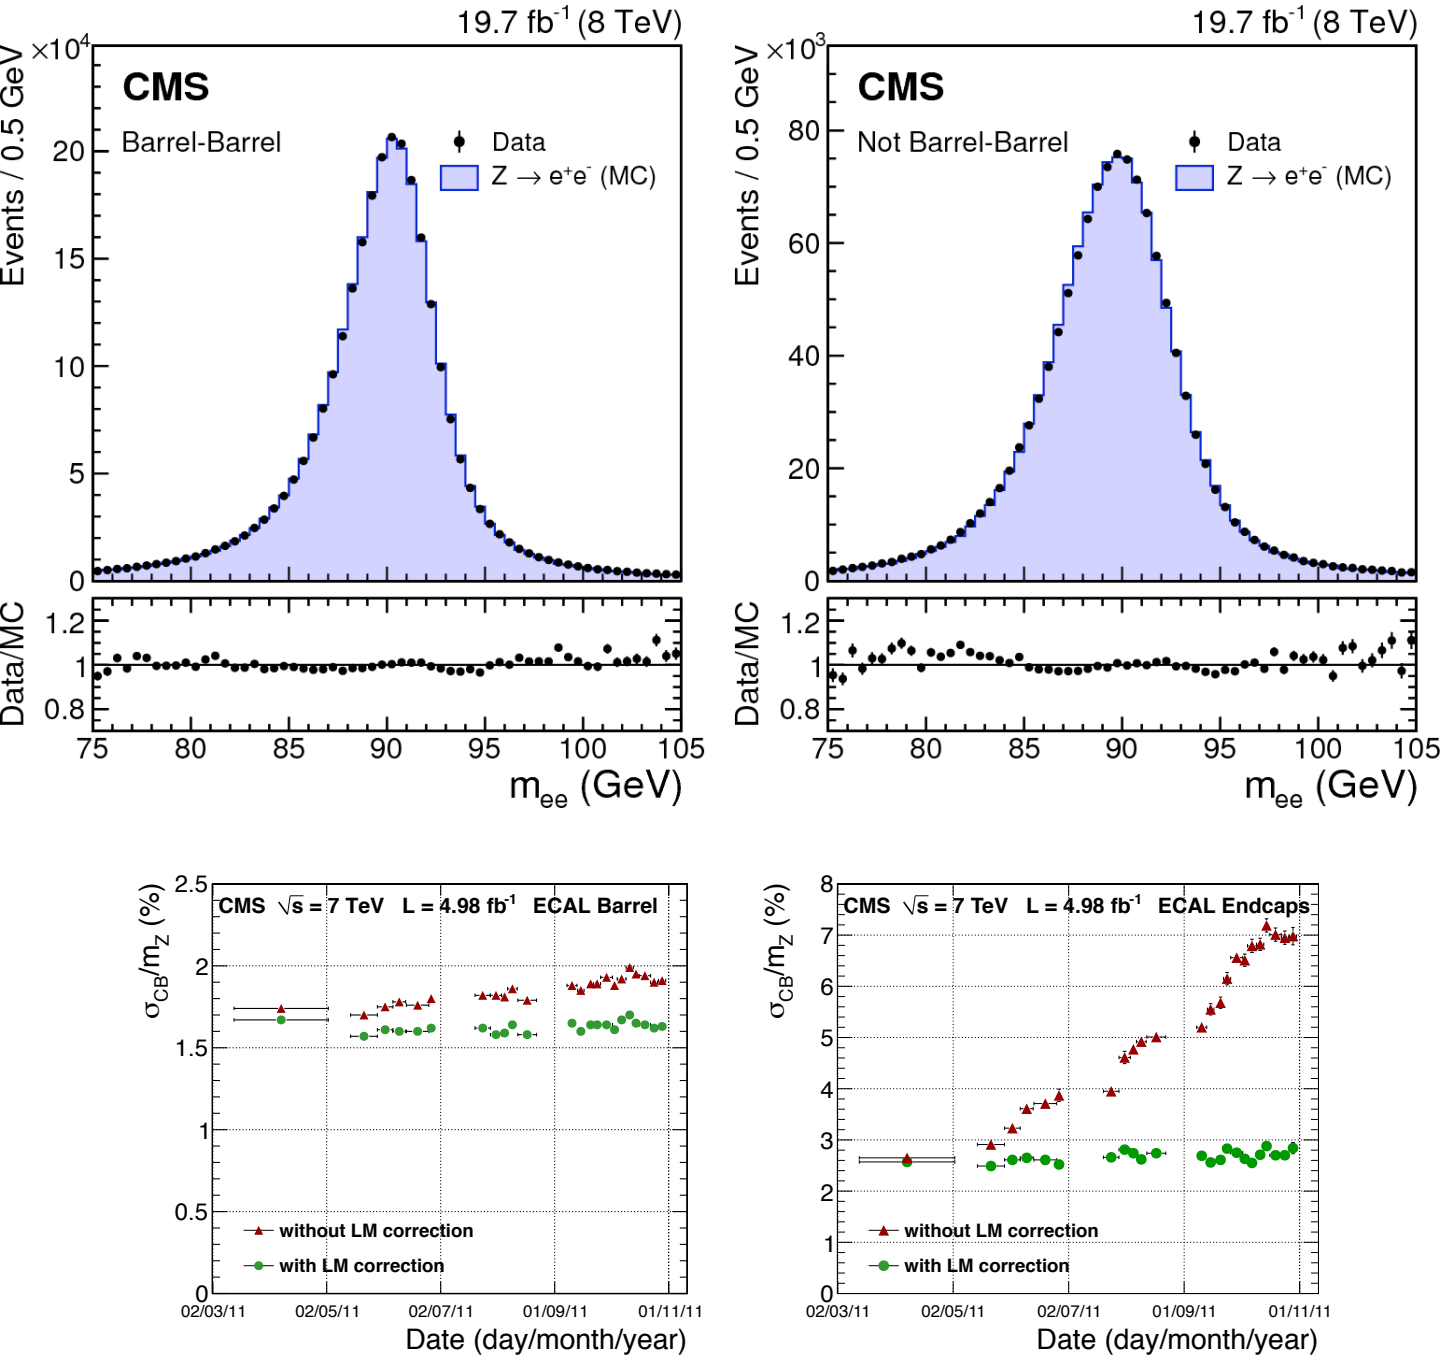 19.7 fb-1 (8 TeV)
×104
CMS
Barrel-Barrel
Data
Z → e+e- (MC)
Events / 0.5 GeV
20
15
10
5
0
Data/MC
1.2
1
0.8
75 80 85 90 95 100 105
mee (GeV)
19.7 fb-1 (8 TeV)
×103
CMS
Not Barrel-Barrel
Data
Z → e+e- (MC)
Events / 0.5 GeV
80
60
40
20
0
Data/MC
1.2
1
0.8
75 80 85 90 95 100 105
mee (GeV)
σCB/mZ (%)
2.5
2
1.5
1
0.5
0
CMS √s = 7 TeV L = 4.98 fb-1 ECAL Barrel
without LM correction
with LM correction
02/03/11 02/05/11 02/07/11 01/09/11 01/11/11
Date (day/month/year)
σCB/mZ (%)
8
7
6
5
4
3
2
1
0
CMS √s = 7 TeV L = 4.98 fb-1 ECAL Endcaps
without LM correction
with LM correction
02/03/11 02/05/11 02/07/11 01/09/11 01/11/11
Date (day/month/year)